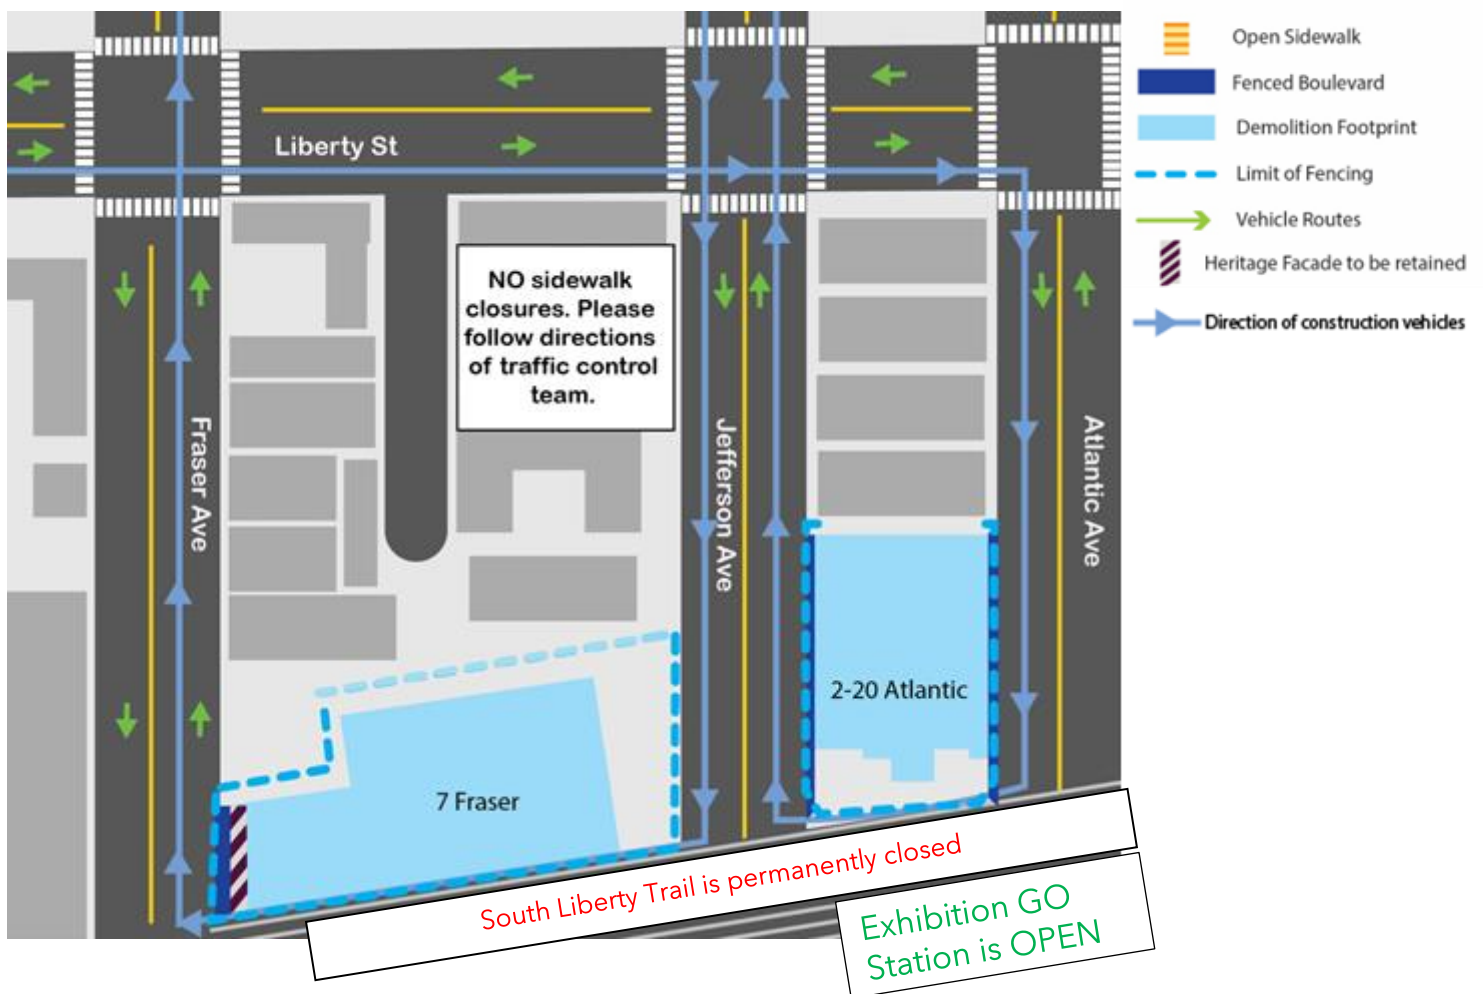 Open Sidewalk
Fenced Boulevard
Demolition Footprint
Limit of Fencing
Vehicle Routes
Heritage Facade to be retained
Direction of construction vehicles
Liberty St
NO sidewalk
closures. Please
follow directions
of traffic control
team.
Fraser Ave
Jefferson Ave
Atlantic Ave
2-20 Atlantic
7 Fraser
South Liberty Trail is permanently closed
Exhibition GO
Station is OPEN